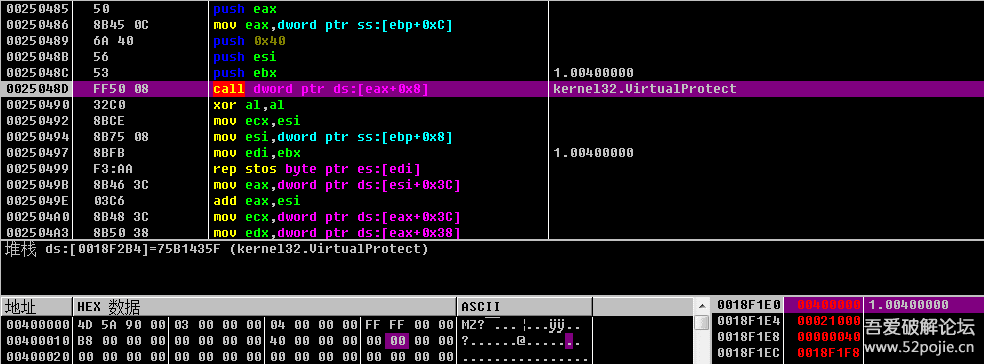 00250485 50 push eax
00250486 8B45 0C mov eax,dword ptr ss:[ebp+0xC]
00250489 6A 40 push 0x40
0025048B 56 push esi
0025048C 53 push ebx 1.00400000
0025048D FF50 08 call dword ptr ds:[eax+0x8] kernel32.VirtualProtect
00250490 32C0 xor al,al
00250492 8BCE mov ecx,esi
00250494 8B75 08 mov esi,dword ptr ss:[ebp+0x8]
00250497 8BFB mov edi,ebx 1.00400000
00250499 F3:AA rep stos byte ptr es:[edi]
0025049B 8B46 3C mov eax,dword ptr ds:[esi+0x3C]
0025049E 03C6 add eax,esi
002504A0 8B48 3C mov ecx,dword ptr ds:[eax+0x3C]
002504A3 8B50 38 mov edx,dword ptr ds:[eax+0x38]
堆栈 ds:[0018F2B4]=75B1435F (kernel32.VirtualProtect)
地址 HEX 数据 ASCII
00400000 4D 5A 90 00 03 00 00 00 04 00 00 00 FF FF 00 00 MZ?
00400010 B8 00 00 00 00 00 00 00 40 00 00 00 00 00 00 00 ?.......@.......
00400020 00 00 00 00 00 00 00 00 00 00 00 00 00 00 00 00 ................
0018F1E0 00400000 1.00400000
0018F1E4 00021000
0018F1E8 00000040
0018F1EC 0018F1F8
吾爱破解论坛
www.52pojie.cn